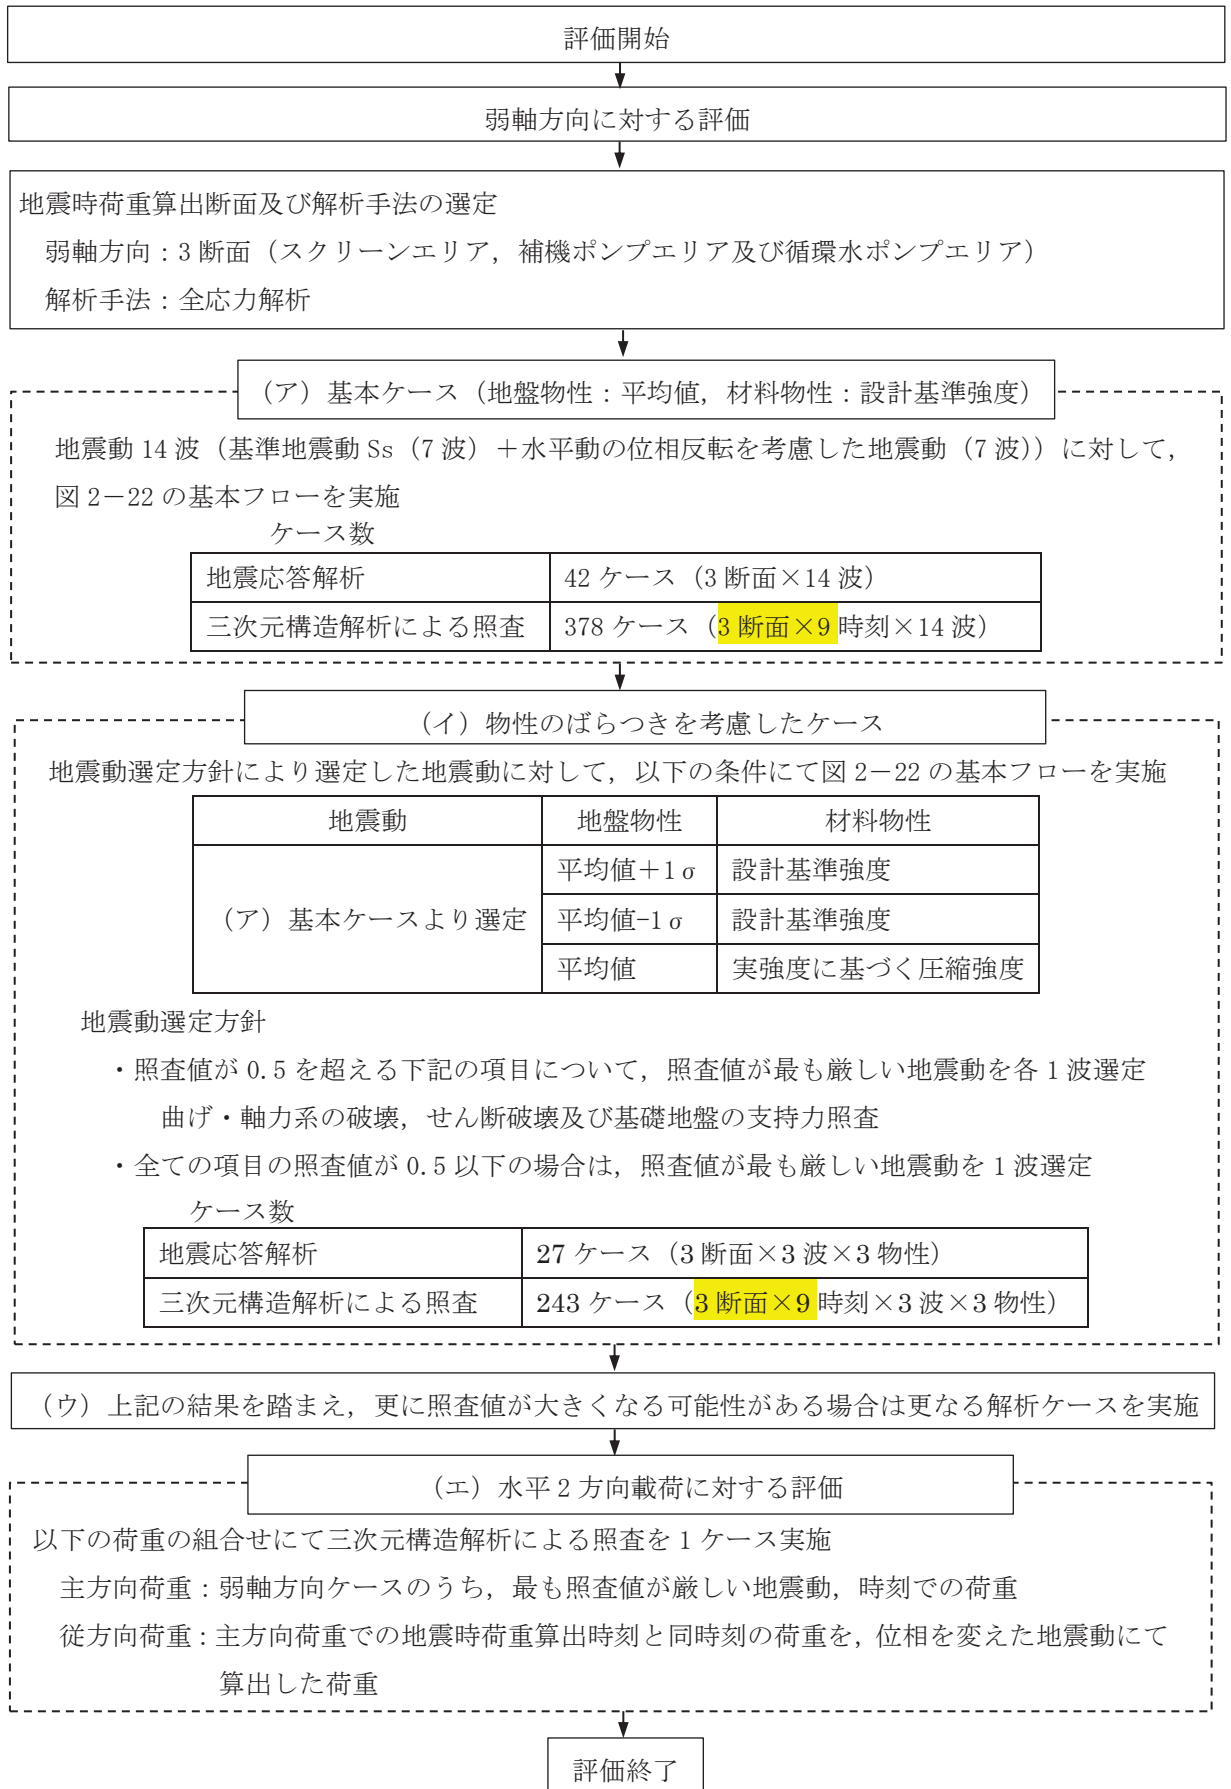 評価開始
弱軸方向に対する評価
地震時荷重算出断面及び解析手法の選定
弱軸方向：3断面（スクリーンエリア，補機ポンプエリア及び循環水ポンプエリア）
解析手法：全応力解析
（ア）基本ケース（地盤物性：平均値，材料物性：設計基準強度）
地震動14波（基準地震動Ss（7波）＋水平動の位相反転を考慮した地震動（7波））に対して，
図2－22の基本フローを実施
ケース数
地震応答解析 42ケース（3断面×14波）
三次元構造解析による照査 378ケース（3断面×9時刻×14波）
（イ）物性のばらつきを考慮したケース
地震動選定方針により選定した地震動に対して，以下の条件にて図2－22の基本フローを実施
地震動 地盤物性 材料物性
平均値＋1σ 設計基準強度
（ア）基本ケースより選定 平均値-1σ 設計基準強度
平均値 実強度に基づく圧縮強度
地震動選定方針
・照査値が0.5を超える下記の項目について，照査値が最も厳しい地震動を各1波選定
曲げ・軸力系の破壊，せん断破壊及び基礎地盤の支持力照査
・全ての項目の照査値が0.5以下の場合は，照査値が最も厳しい地震動を1波選定
ケース数
地震応答解析 27ケース（3断面×3波×3物性）
三次元構造解析による照査 243ケース（3断面×9時刻×3波×3物性）
（ウ）上記の結果を踏まえ，更に照査値が大きくなる可能性がある場合は更なる解析ケースを実施
（エ）水平2方向載荷に対する評価
以下の荷重の組合せにて三次元構造解析による照査を1ケース実施
主方向荷重：弱軸方向ケースのうち，最も照査値が厳しい地震動，時刻での荷重
従方向荷重：主方向荷重での地震時荷重算出時刻と同時刻の荷重を，位相を変えた地震動にて
算出した荷重
評価終了